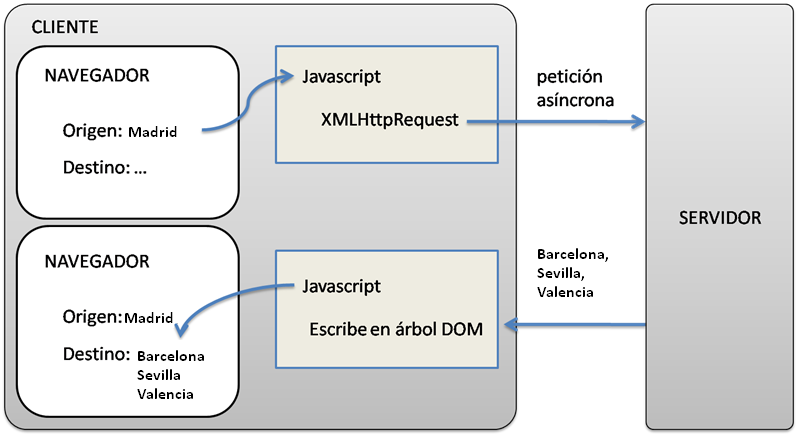 CLIENTE
NAVEGADOR
Origen: Madrid
Destino: ...
Javascript
XMLHttpRequest
petición
asíncrona
SERVIDOR
NAVEGADOR
Origen: Madrid
Destino: Barcelona
Sevilla
Valencia
Javascript
Escribe en árbol DOM
Barcelona,
Sevilla,
Valencia